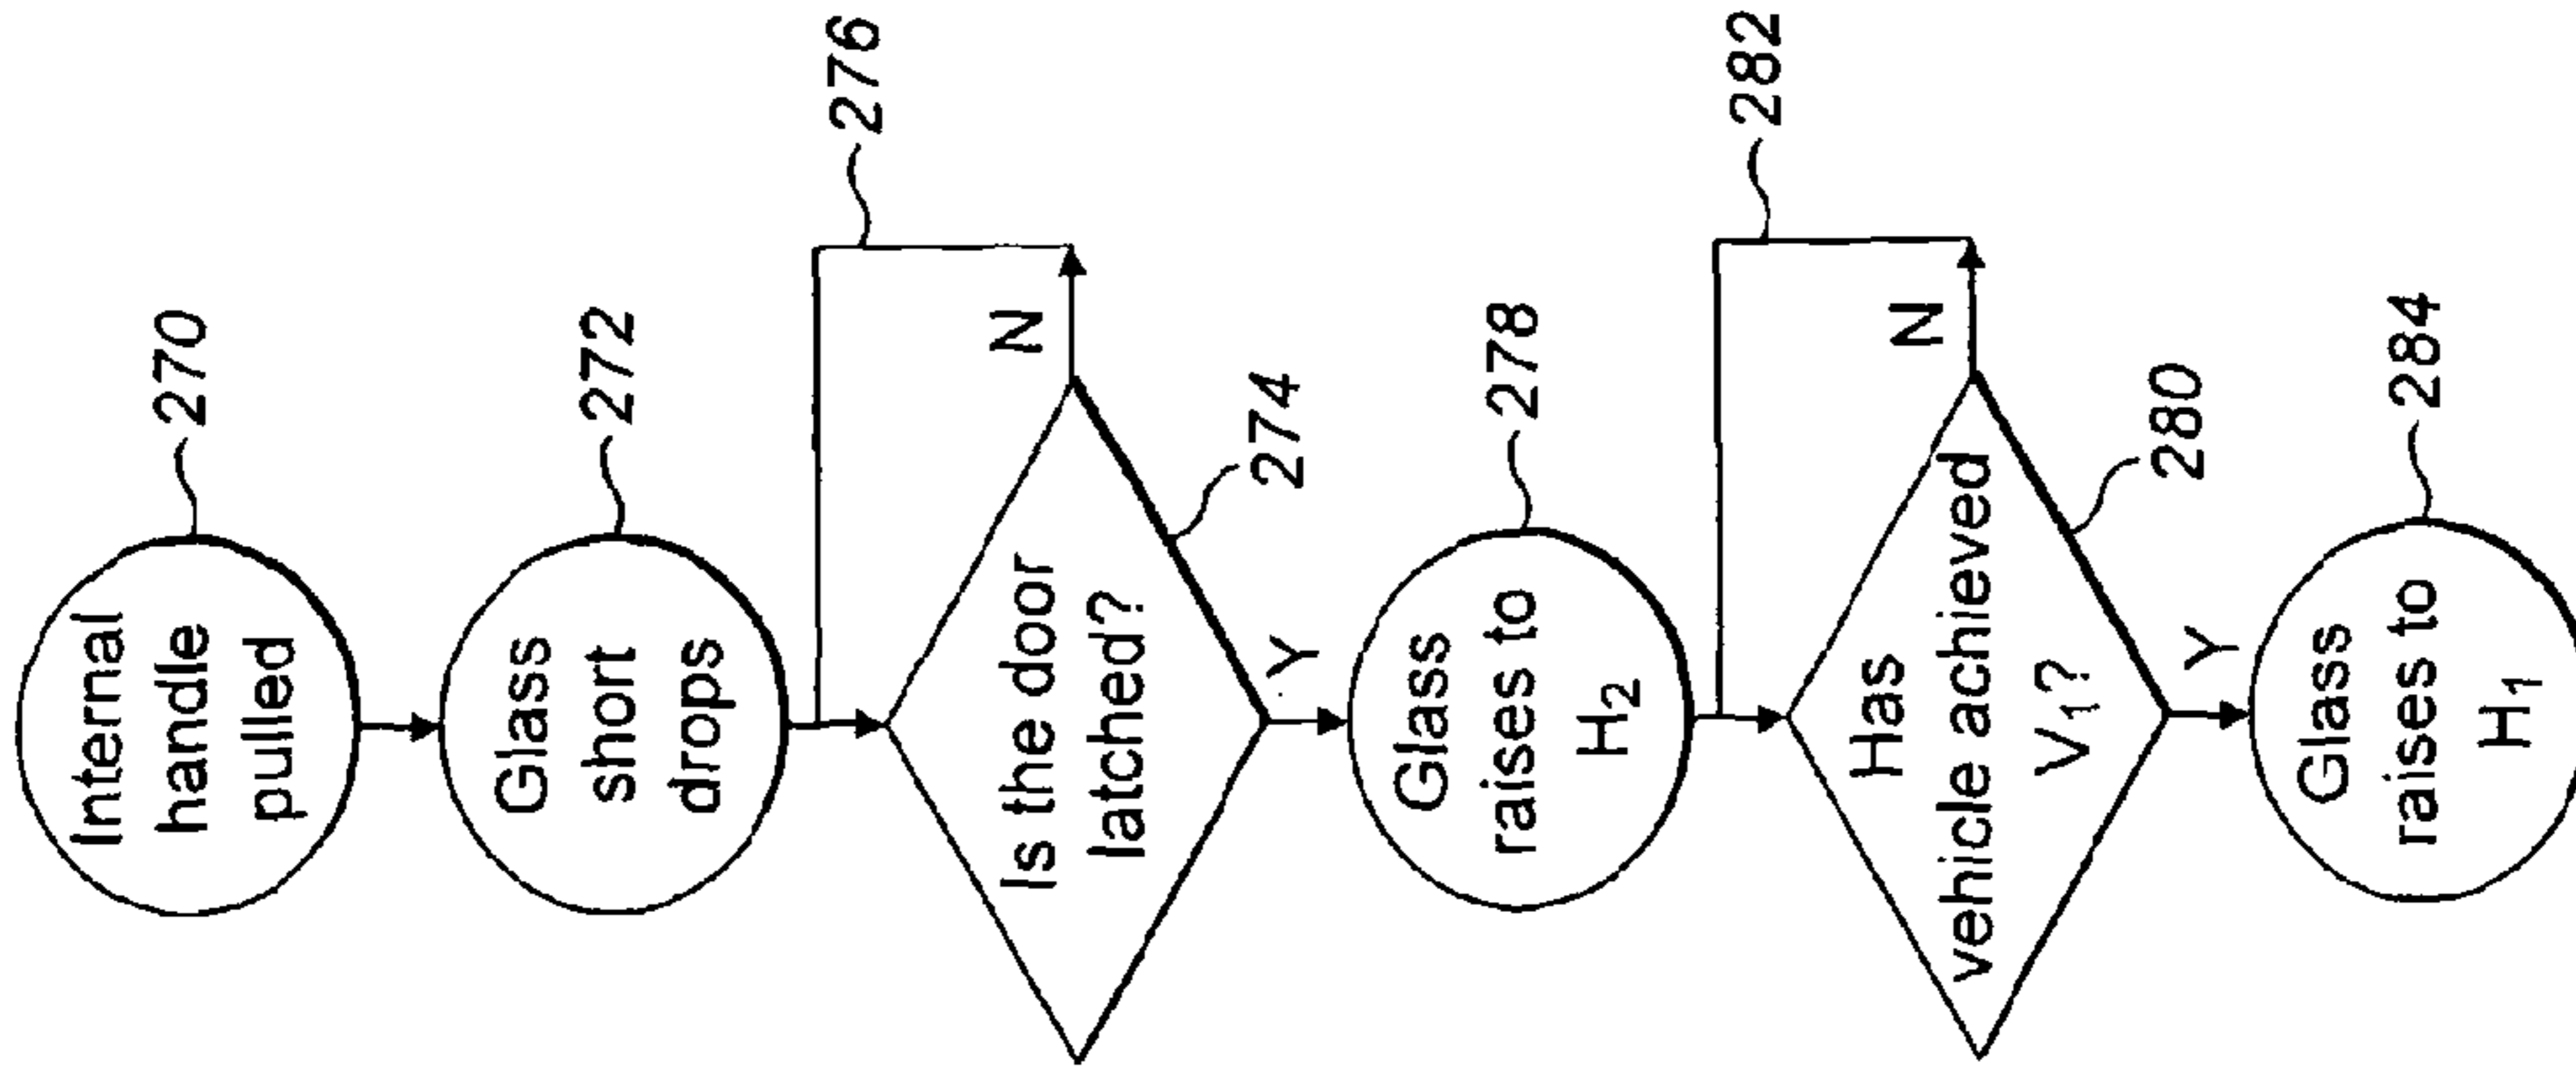 Internal
handle
pulled
270
Glass
short
drops
272
276
Is the door
latched?
N
274
Y
Glass
raises to
H₂
278
282
Has
vehicle achieved
V₁?
N
280
Y
Glass
raises to
H₁
284